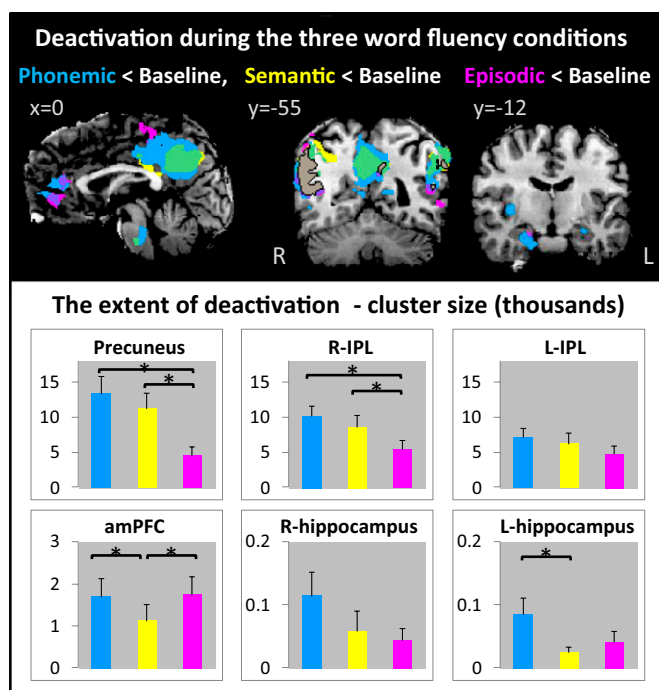 Deactivation during the three word fluency conditions
Phonemic < Baseline, Semantic < Baseline Episodic < Baseline
x=0 y=-55 y=-12
R L
The extent of deactivation - cluster size (thousands)
Precuneus R-IPL L-IPL
* * * *
15 15 15
10 10 10
5 5 5
0 0 0
amPFC R-hippocampus L-hippocampus
* * *
3 0.2 0.2
2
0.1 0.1
1
0 0 0